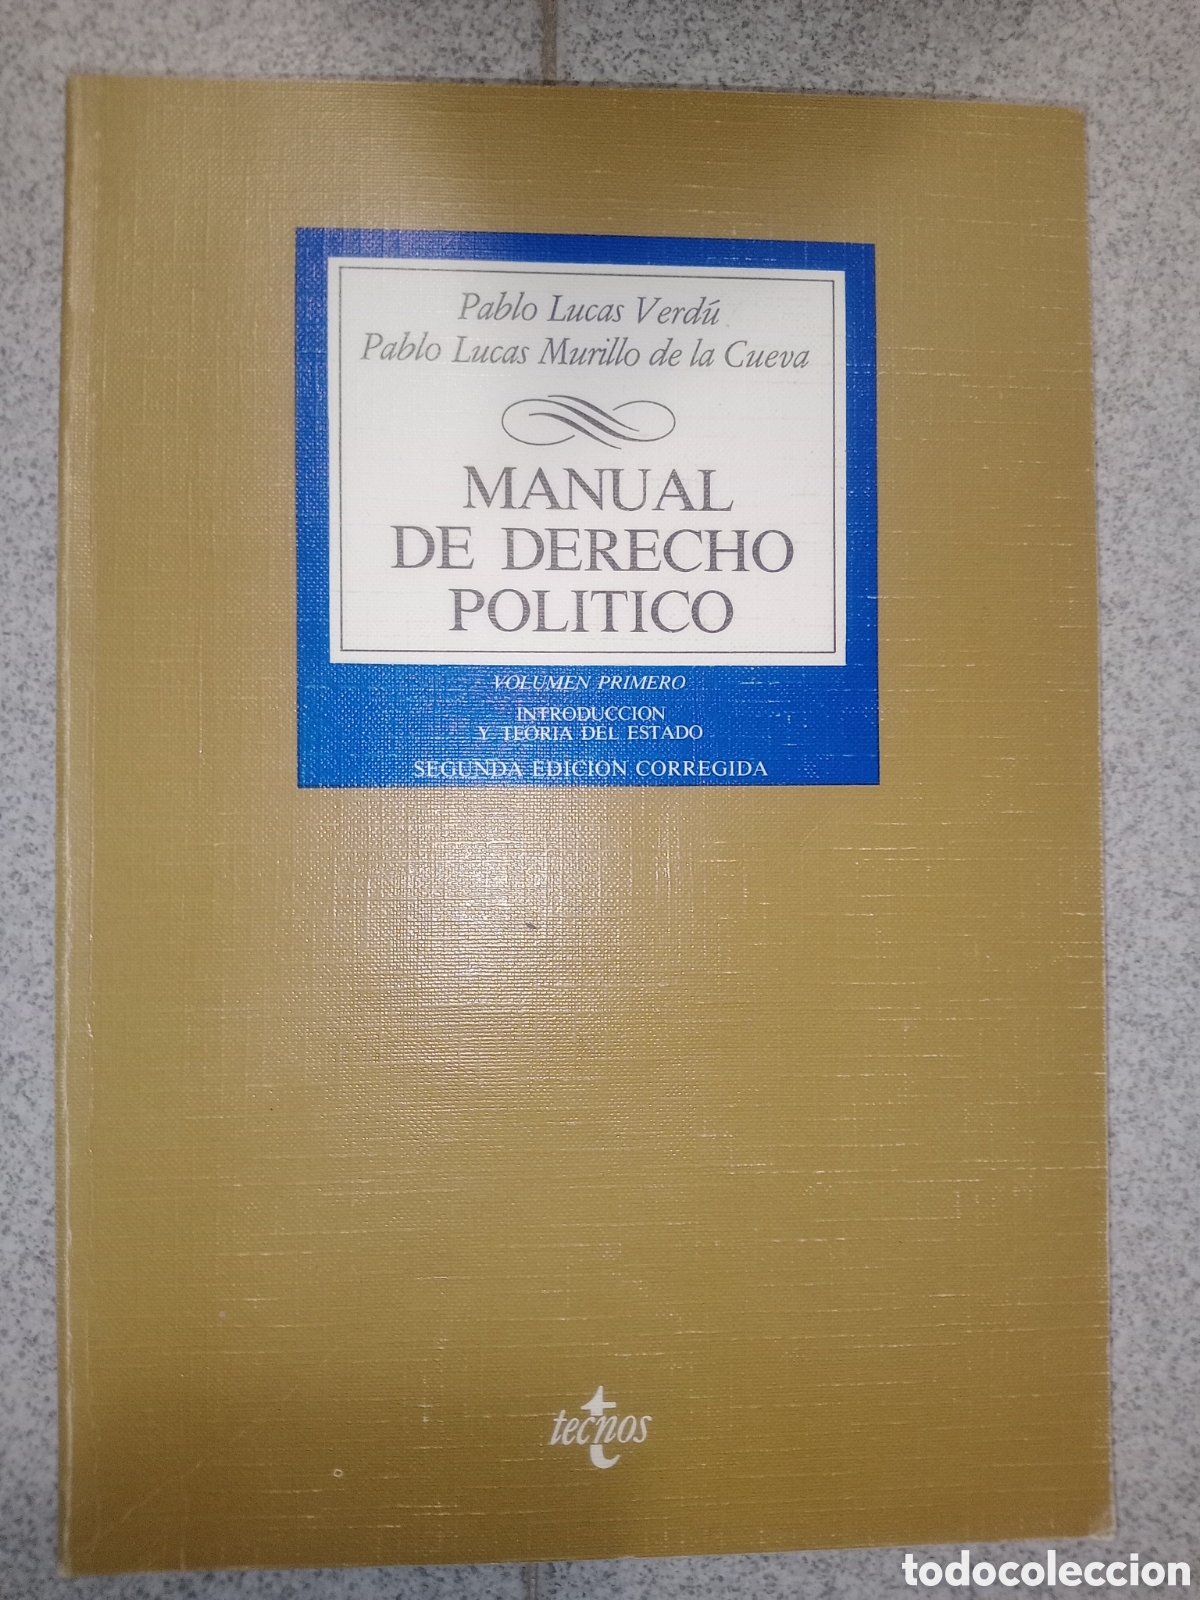 Pablo Lucas Verdú
Pablo Lucas Murillo de la Cueva
MANUAL
DE DERECHO
POLITICO
VOLUMEN PRIMERO
INTRODUCCION
Y TEORIA DEL ESTADO
SEGUNDA EDICION CORREGIDA
tecnos
todocoleccion